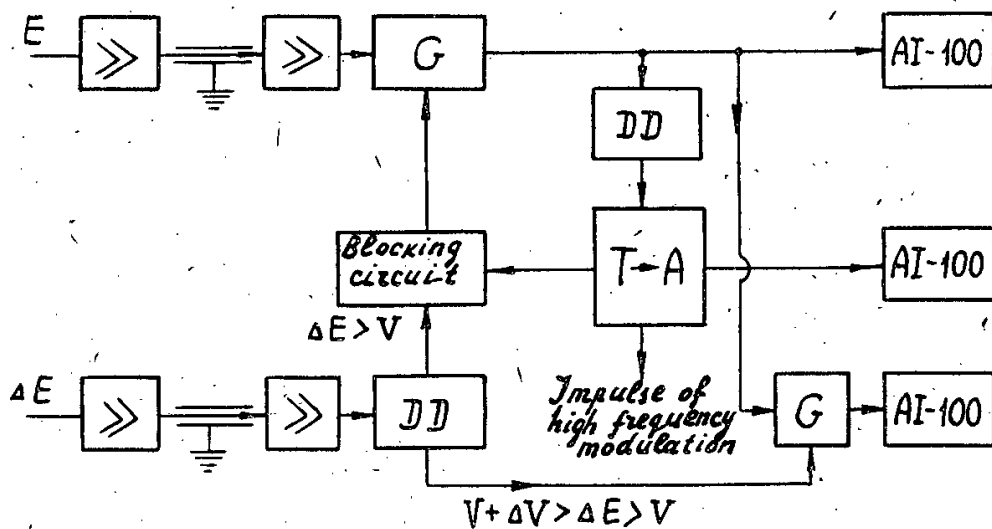 E
≫
≫
G
AI-100
DD
Blocking
circuit
T→A
AI-100
ΔE>V
ΔE
≫
≫
DD
Impulse of
high frequency
modulation
G
AI-100
V+ΔV>ΔE>V